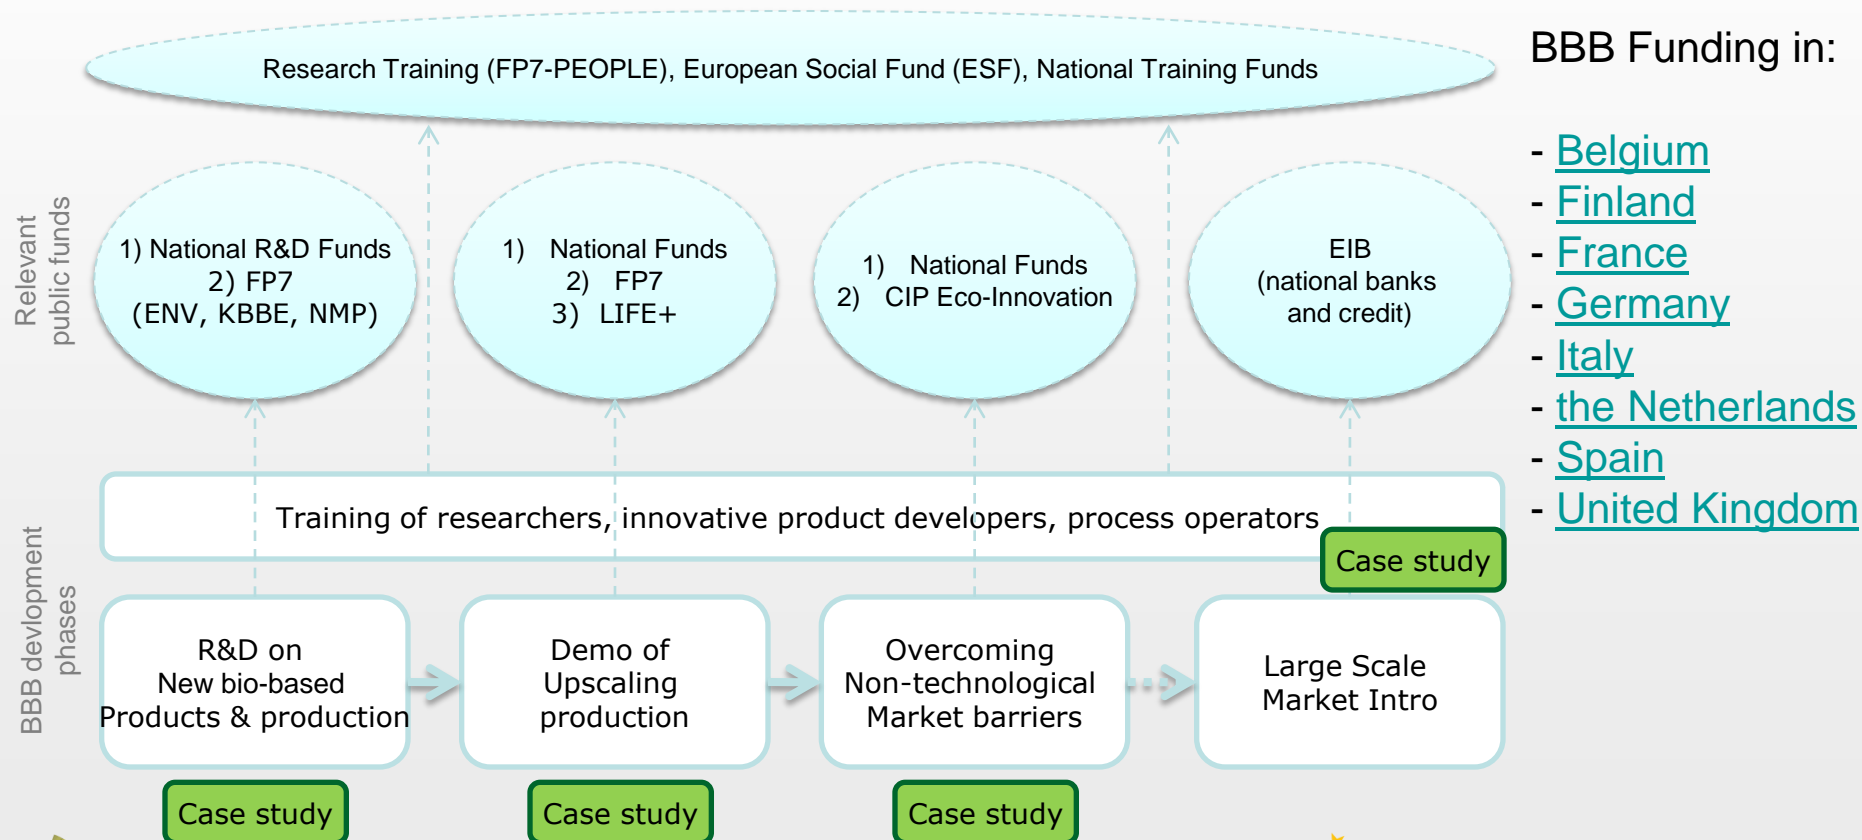 Research Training (FP7-PEOPLE), European Social Fund (ESF), National Training Funds
Relevant
public funds
1) National R&D Funds
2) FP7
(ENV, KBBE, NMP)
1) National Funds
2) FP7
3) LIFE+
1) National Funds
2) CIP Eco-Innovation
EIB
(national banks
and credit)
Training of researchers, innovative product developers, process operators
Case study
BBB devlopment
phases
R&D on
New bio-based
Products & production
Demo of
Upscaling
production
Overcoming
Non-technological
Market barriers
Large Scale
Market Intro
Case study
Case study
Case study
BBB Funding in:
- Belgium
- Finland
- France
- Germany
- Italy
- the Netherlands
- Spain
- United Kingdom